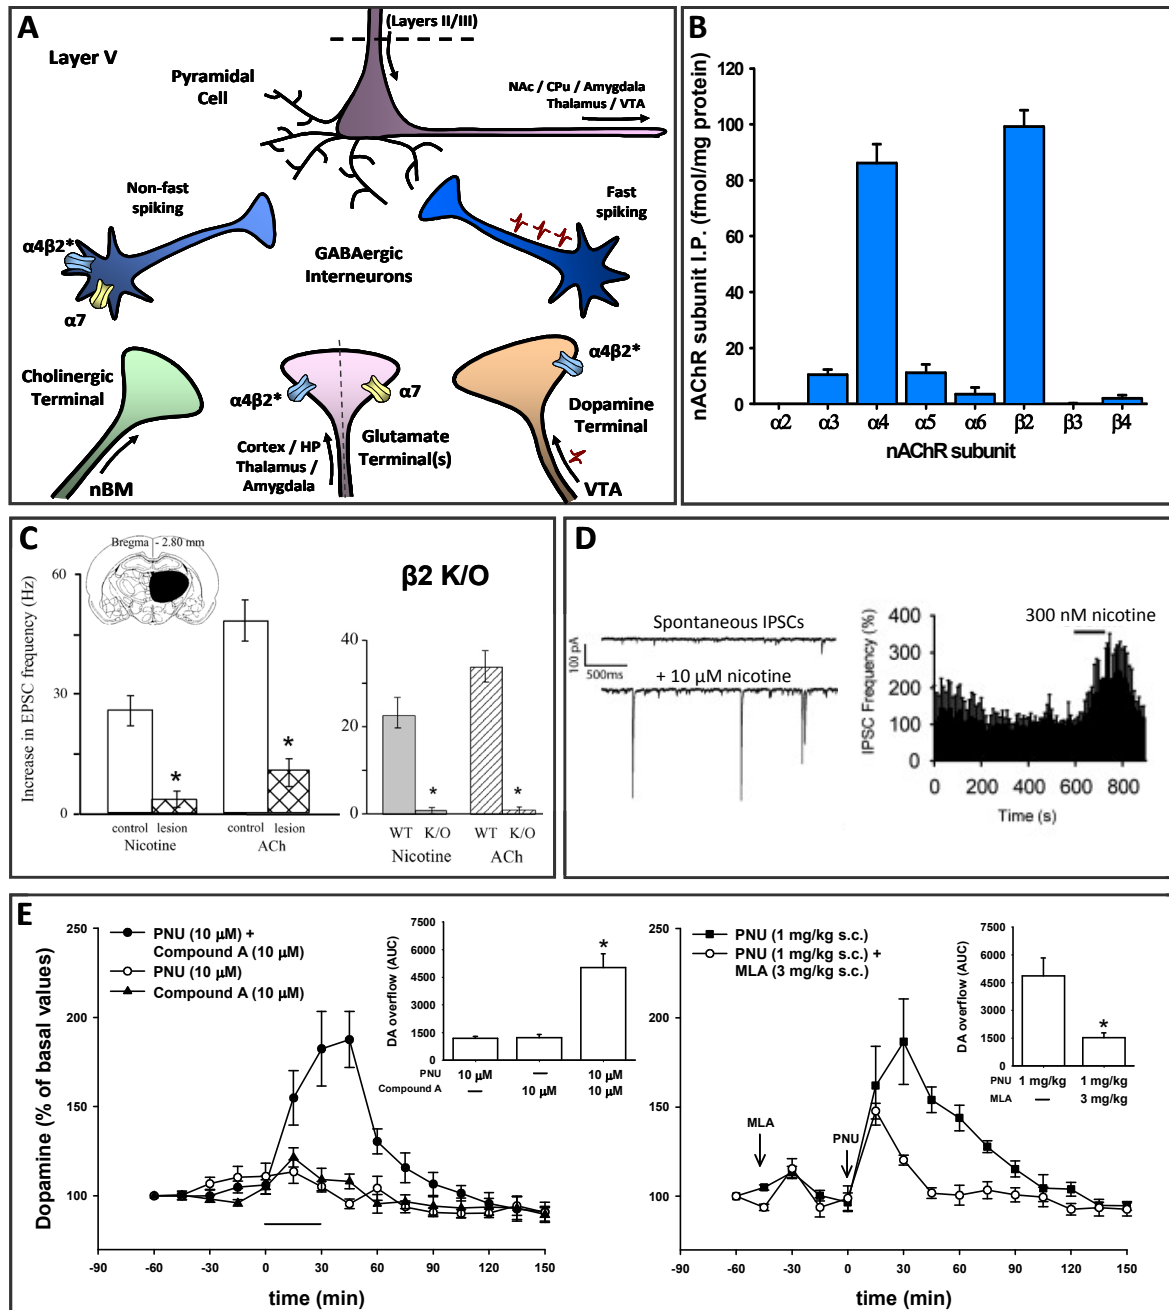 A
Layer V
(Layers II/III)
Pyramidal
Cell
NAc / CPu / Amygdala
Thalamus / VTA
Non-fast
spiking
Fast
spiking
α4β2*
GABAergic
Interneurons
α7
Cholinergic
Terminal
α4β2*
α7
α4β2*
Dopamine
Terminal
Cortex / HP
Thalamus /
Amygdala
Glutamate
Terminal(s)
nBM
VTA
B
nAChR subunit I.P. (fmol/mg protein)
120
100
80
60
40
20
0
α2 α3 α4 α5 α6 β2 β3 β4
nAChR subunit
C
Bregma - 2.80 mm
Increase in EPSC frequency (Hz)
60
30
0
* *
control lesion control lesion
Nicotine ACh
β2 K/O
40
20
0
* *
WT K/O WT K/O
Nicotine ACh
D
Spontaneous IPSCs
100 pA
500ms
+ 10 µM nicotine
300 nM nicotine
IPSC Frequency (%)
400
300
200
100
0
0 200 400 600 800
Time (s)
E
Dopamine (% of basal values)
250
200
150
100
PNU (10 µM) +
Compound A (10 µM)
PNU (10 µM)
Compound A (10 µM)
DA overflow (AUC)
7500
6000
4500
3000
1500
0
*
PNU 10 µM — 10 µM
Compound A — 10 µM 10 µM
-90 -60 -30 0 30 60 90 120 150
time (min)
250
200
150
100
PNU (1 mg/kg s.c.)
PNU (1 mg/kg s.c.) +
MLA (3 mg/kg s.c.)
DA overflow (AUC)
7500
6000
4500
3000
1500
0
*
PNU 1 mg/kg 1 mg/kg
MLA — 3 mg/kg
MLA
PNU
-90 -60 -30 0 30 60 90 120 150
time (min)